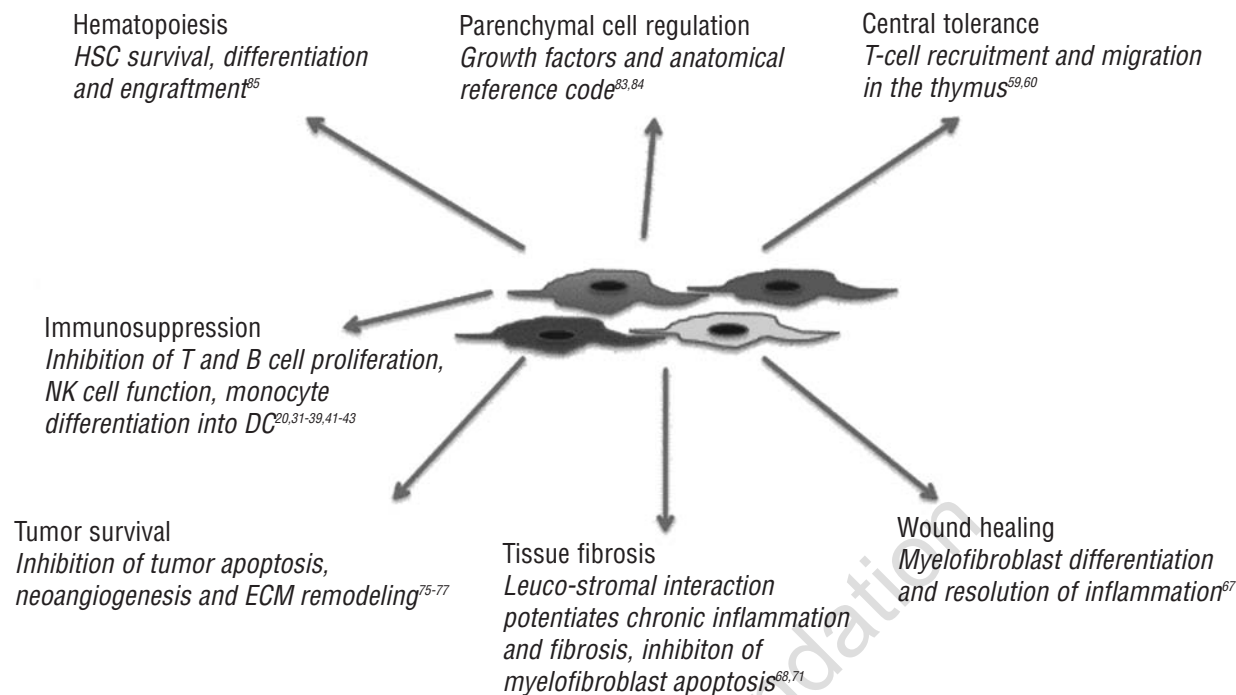 Hematopoiesis
HSC survival, differentiation
and engraftment85
Parenchymal cell regulation
Growth factors and anatomical
reference code83,84
Central tolerance
T-cell recruitment and migration
in the thymus59,60
Immunosuppression
Inhibition of T and B cell proliferation,
NK cell function, monocyte
differentiation into DC20,31-39,41-43
Tumor survival
Inhibition of tumor apoptosis,
neoangiogenesis and ECM remodeling75-77
Tissue fibrosis
Leuco-stromal interaction
potentiates chronic inflammation
and fibrosis, inhibiton of
myelofibroblast apoptosis68,71
Wound healing
Myelofibroblast differentiation
and resolution of inflammation67
ndation